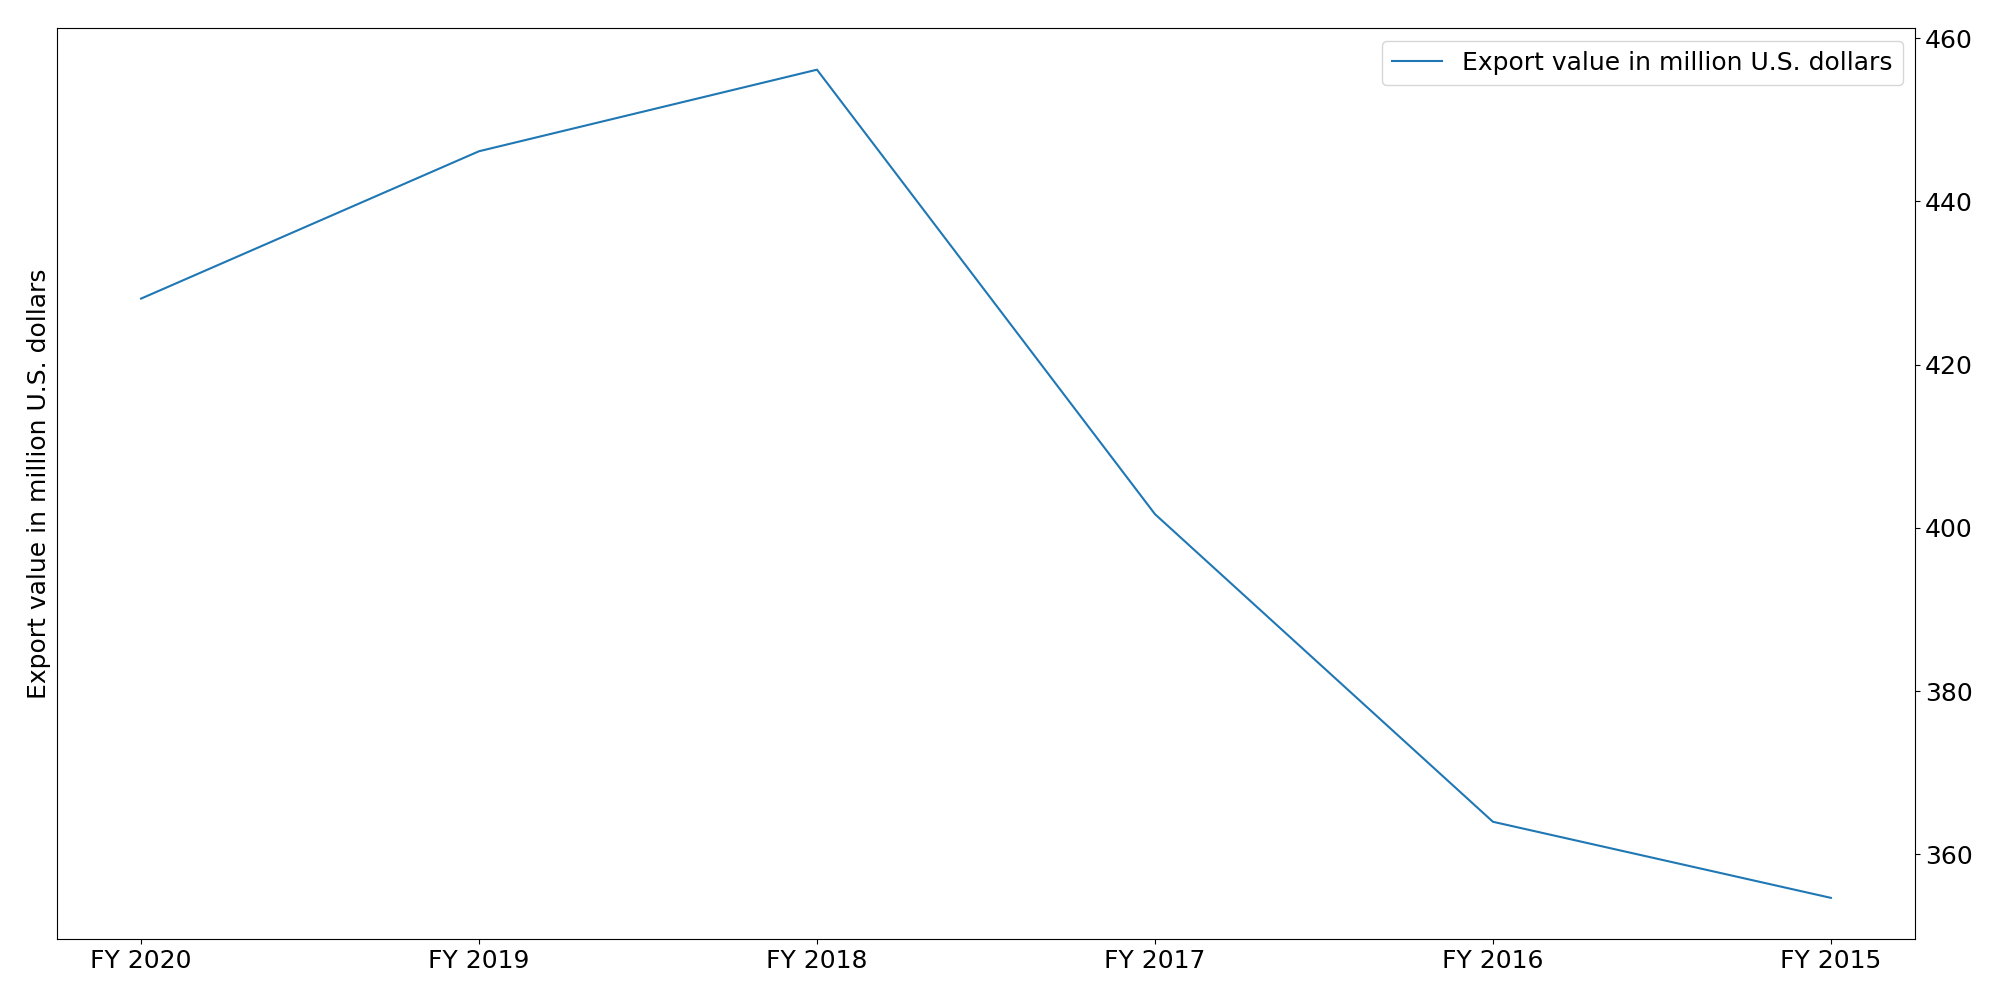 Export value in million U.S. dollars
Export value in million U.S. dollars
460
440
420
400
380
360
FY 2020
FY 2019
FY 2018
FY 2017
FY 2016
FY 2015